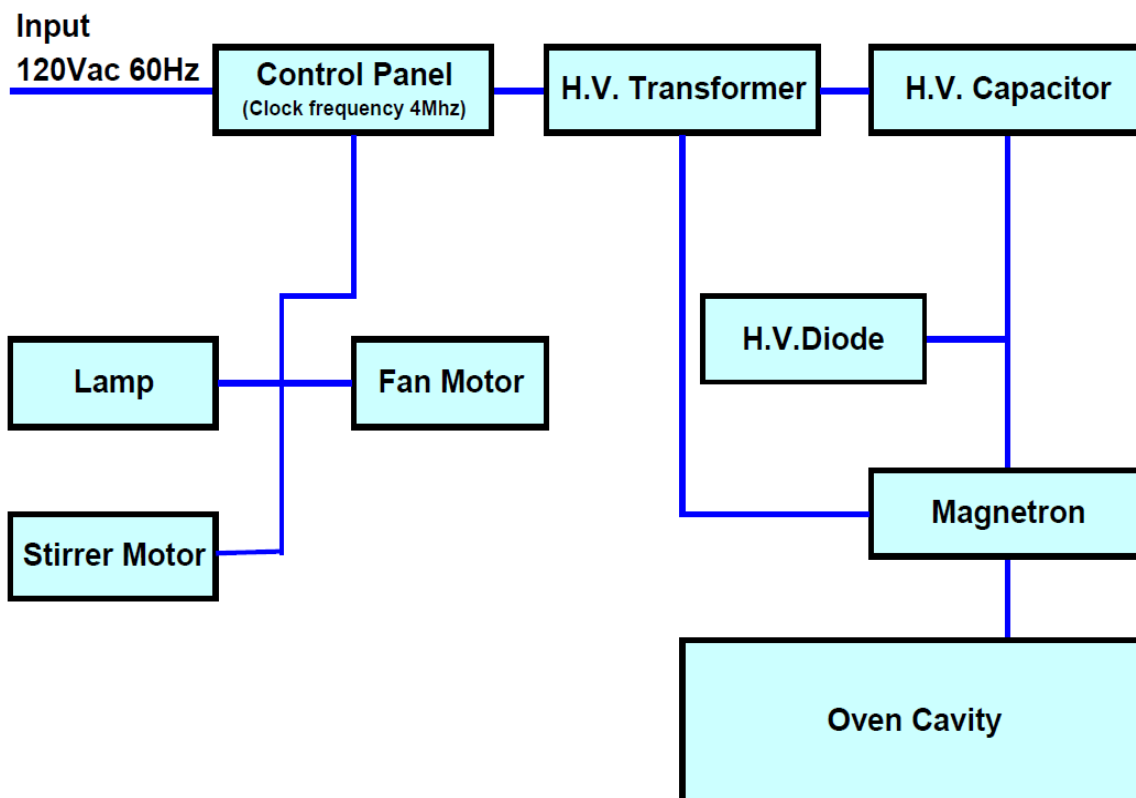 Input
120Vac 60Hz
Control Panel
(Clock frequency 4Mhz)
H.V. Transformer
H.V. Capacitor
H.V.Diode
Lamp
Fan Motor
Magnetron
Stirrer Motor
Oven Cavity